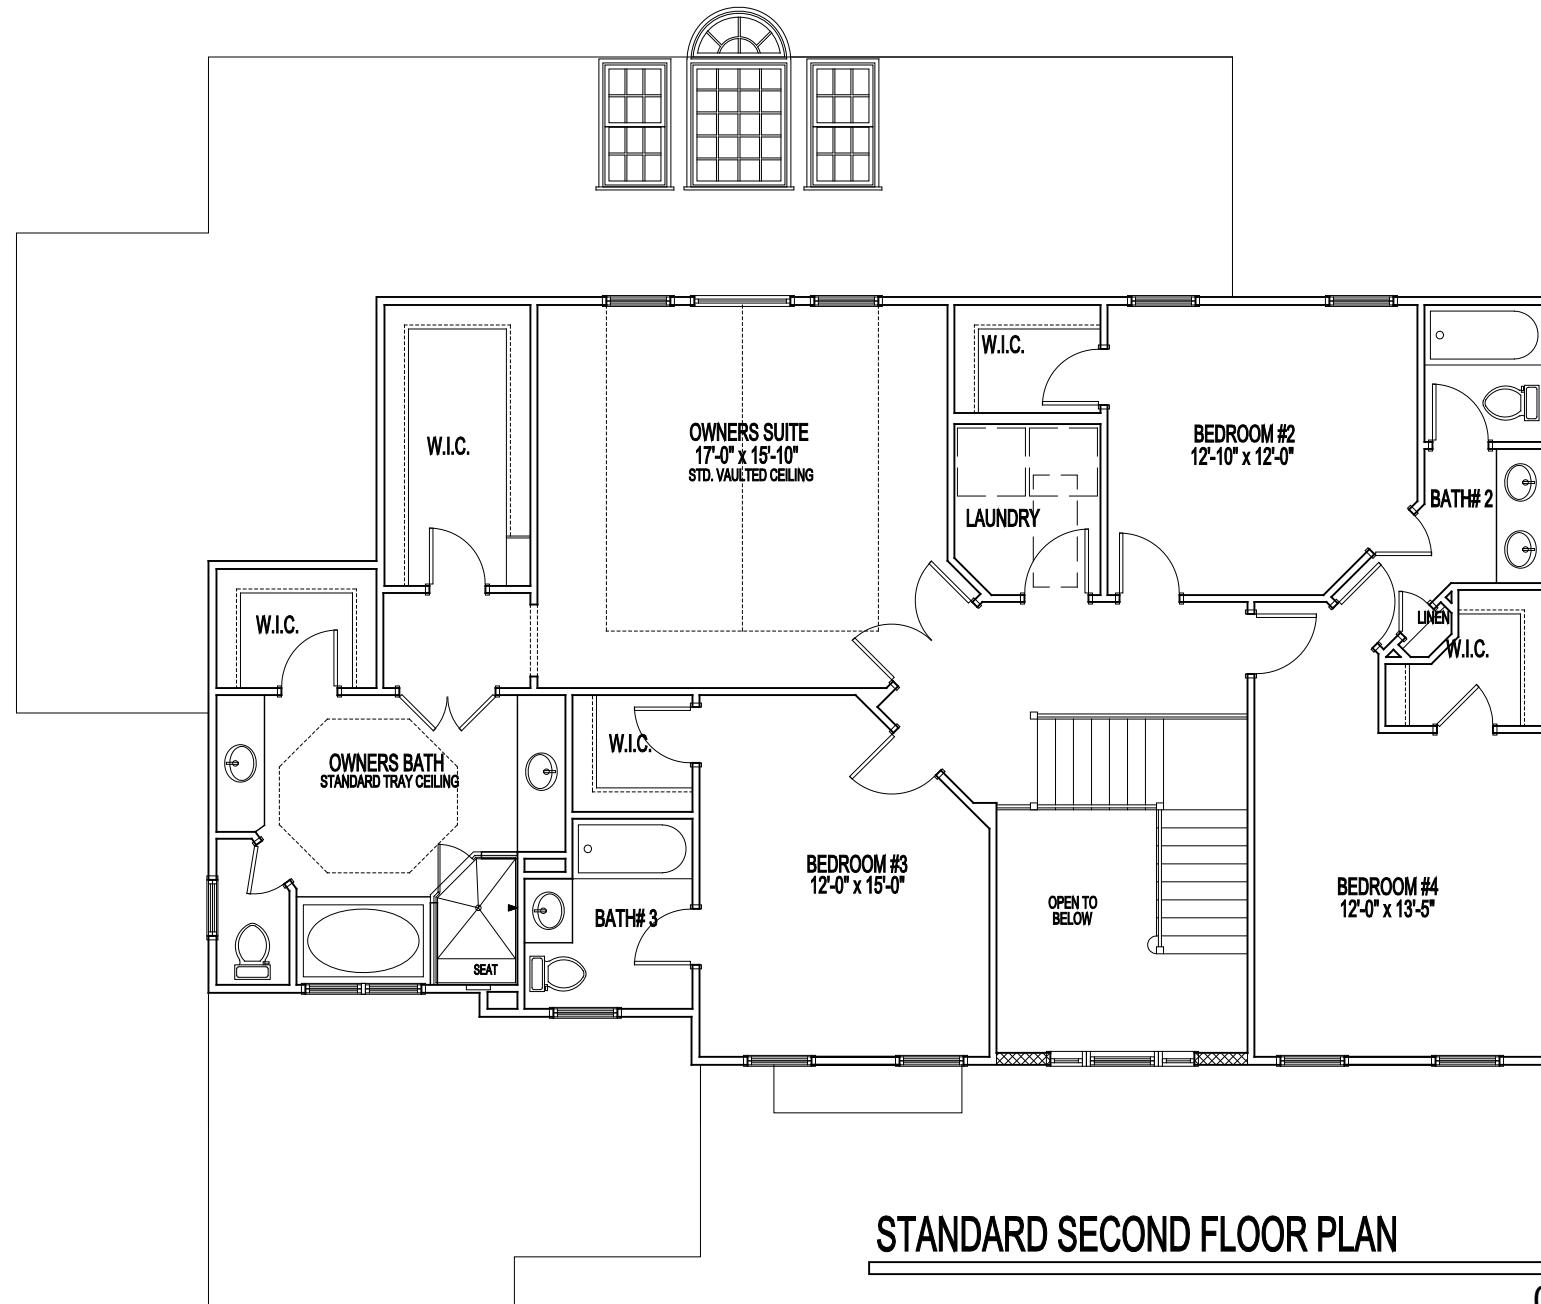 W.I.C.
OWNERS SUITE
17'-0" x 15'-10"
STD. VAULTED CEILING
W.I.C.
LAUNDRY
BEDROOM #2
12'-10" x 12'-0"
BATH# 2
LINEN
W.I.C.
W.I.C.
OWNERS BATH
STANDARD TRAY CEILING
W.I.C.
SEAT
BATH# 3
BEDROOM #3
12'-0" x 15'-0"
OPEN TO
BELOW
BEDROOM #4
12'-0" x 13'-5"
STANDARD SECOND FLOOR PLAN